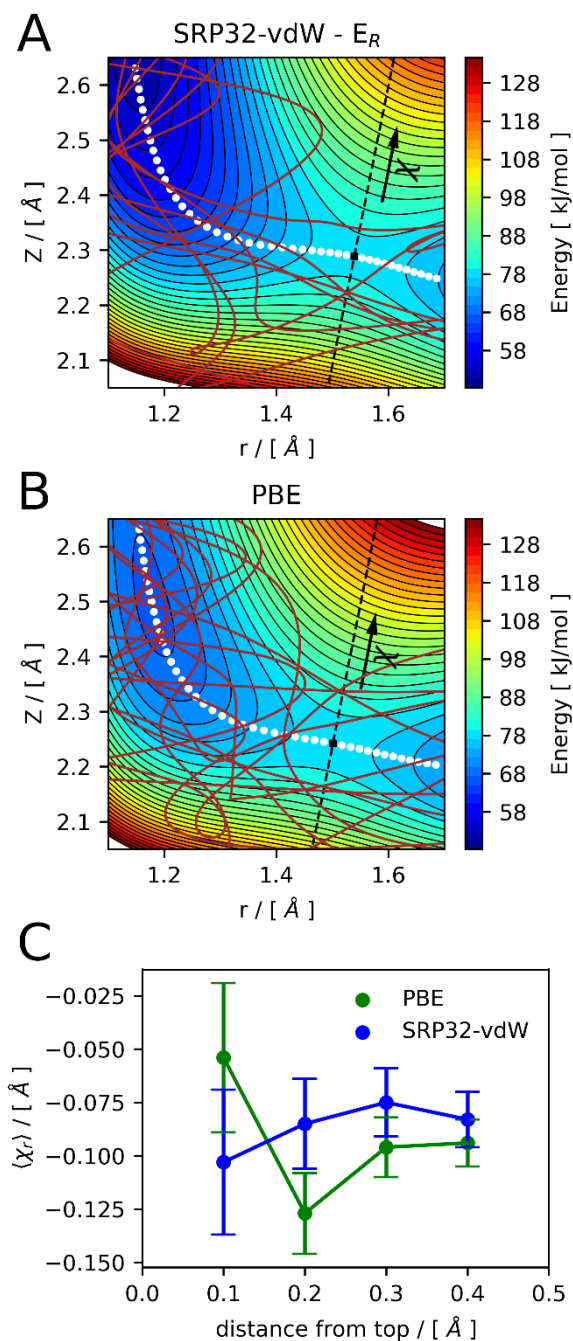 A
SRP32-vdW - E_R
2.6
2.5
2.4
2.3
2.2
2.1
Z / [ Å ]
χ
1.2
1.4
1.6
r / [ Å ]
128
118
108
98
88
78
68
58
Energy [ kJ/mol ]
B
PBE
2.6
2.5
2.4
2.3
2.2
2.1
Z / [ Å ]
χ
1.2
1.4
1.6
r / [ Å ]
128
118
108
98
88
78
68
58
Energy [ kJ/mol ]
C
PBE
SRP32-vdW
−0.025
−0.050
−0.075
−0.100
−0.125
−0.150
⟨χ_r⟩ / [ Å ]
0.0
0.1
0.2
0.3
0.4
0.5
distance from top / [ Å ]